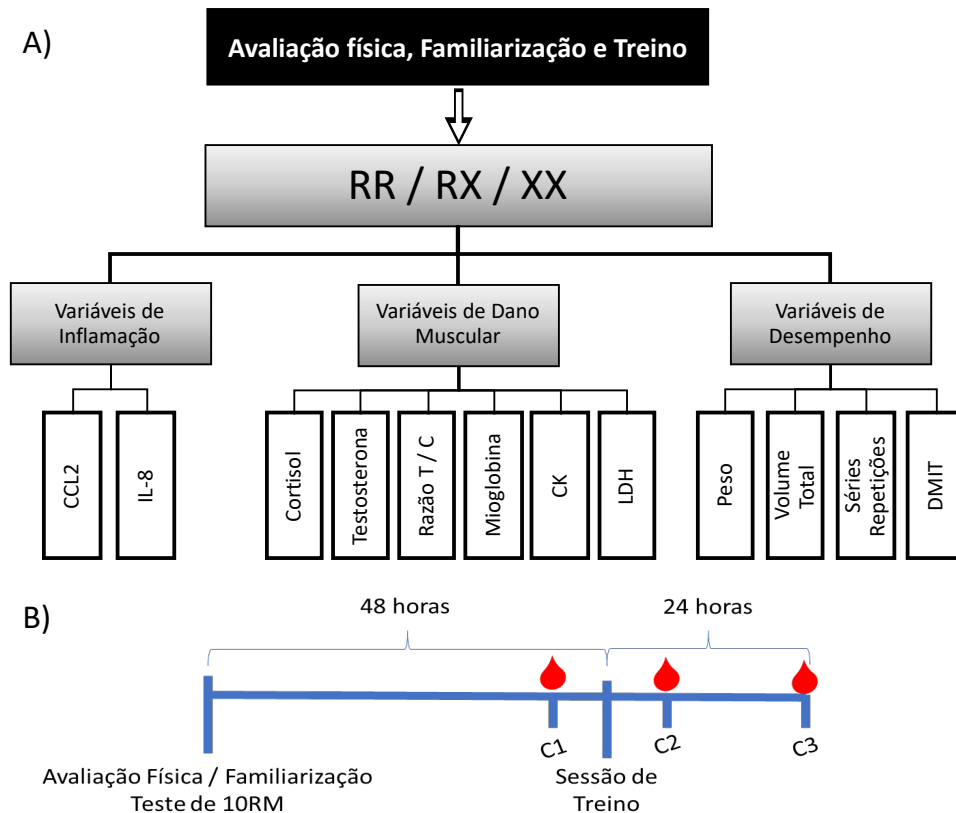 A)
Avaliação física, Familiarização e Treino
RR / RX / XX
Variáveis de
Inflamação
Variáveis de Dano
Muscular
Variáveis de
Desempenho
CCL2
IL-8
Cortisol
Testosterona
Razão T / C
Mioglobina
CK
LDH
Peso
Volume
Total
Séries
Repetições
DMIT
B)
48 horas
24 horas
C1
C2
C3
Avaliação Física / Familiarização
Teste de 10RM
Sessão de
Treino